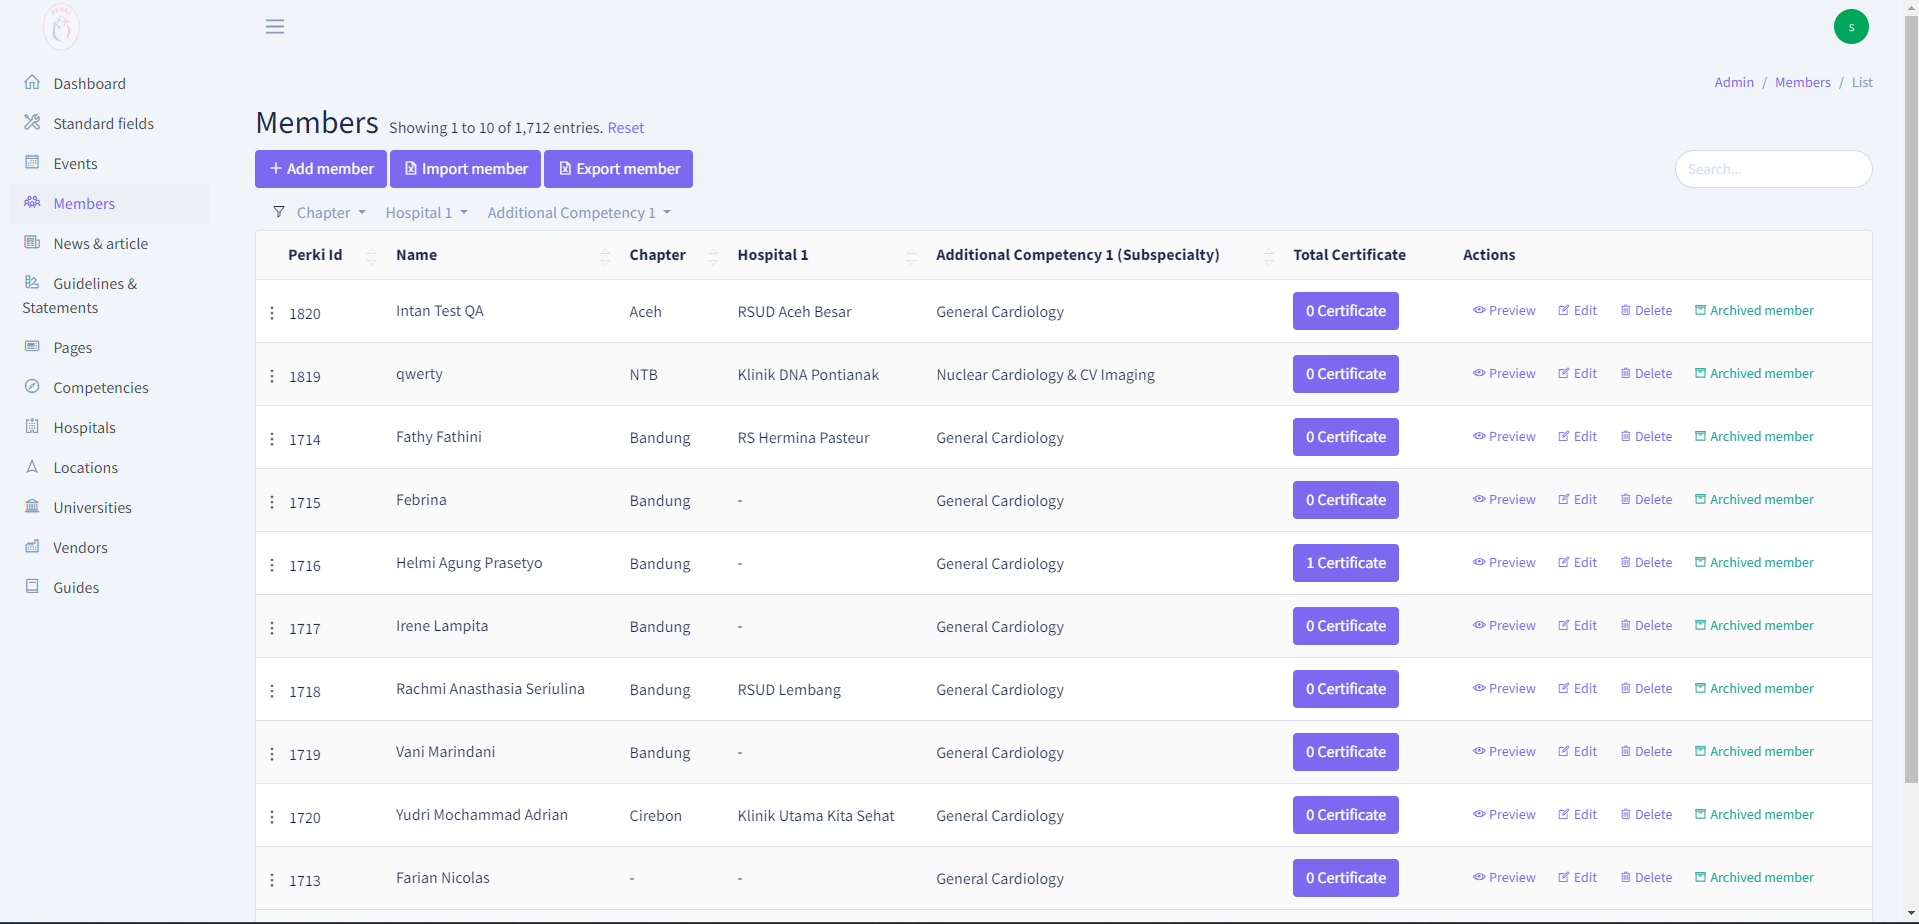 PERKI
S
Dashboard
Standard fields
Events
Members
News & article
Guidelines &
Statements
Pages
Competencies
Hospitals
Locations
Universities
Vendors
Guides
Admin / Members / List
Members Showing 1 to 10 of 1,712 entries. Reset
Add member Import member Export member
Search...
Chapter Hospital 1 Additional Competency 1
Perki Id Name Chapter Hospital 1 Additional Competency 1 (Subspecialty) Total Certificate Actions
1820 Intan Test QA Aceh RSUD Aceh Besar General Cardiology 0 Certificate Preview Edit Delete Archived member
1819 qwerty NTB Klinik DNA Pontianak Nuclear Cardiology & CV Imaging 0 Certificate Preview Edit Delete Archived member
1714 Fathy Fathini Bandung RS Hermina Pasteur General Cardiology 0 Certificate Preview Edit Delete Archived member
1715 Febrina Bandung - General Cardiology 0 Certificate Preview Edit Delete Archived member
1716 Helmi Agung Prasetyo Bandung - General Cardiology 1 Certificate Preview Edit Delete Archived member
1717 Irene Lampita Bandung - General Cardiology 0 Certificate Preview Edit Delete Archived member
1718 Rachmi Anasthasia Seriulina Bandung RSUD Lembang General Cardiology 0 Certificate Preview Edit Delete Archived member
1719 Vani Marindani Bandung - General Cardiology 0 Certificate Preview Edit Delete Archived member
1720 Yudri Mochammad Adrian Cirebon Klinik Utama Kita Sehat General Cardiology 0 Certificate Preview Edit Delete Archived member
1713 Farian Nicolas - - General Cardiology 0 Certificate Preview Edit Delete Archived member